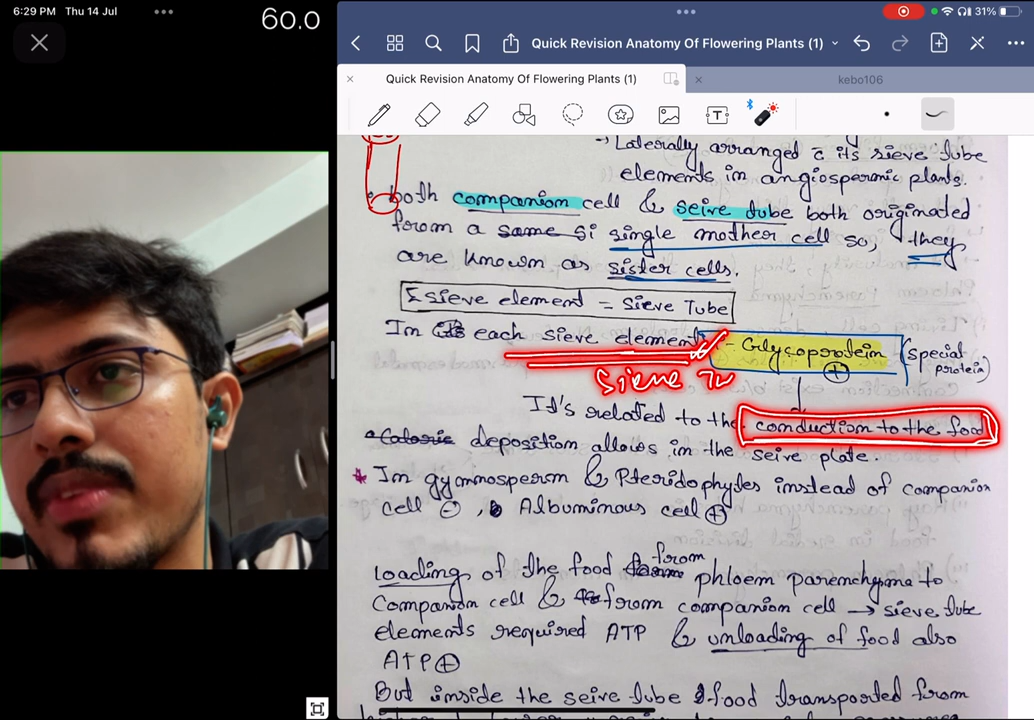 6:29 PM Thu 14 Jul
60.0
31%
Quick Revision Anatomy Of Flowering Plants (1)
Quick Revision Anatomy Of Flowering Plants (1)
kebo106
T
→ Laterally arranged c̄ its sieve tube
elements in angiospermic plants.
both companion cell & seive tube both originated
from a same si single mother cell so, they
are known as sister cells.
Σsieve element = Sieve Tube
In each sieve element - Glycoprotein (special
protein)
+
Sieve Tu
It's related to the conduction to the food
deposition allows in the seive plate.
* In gymnosperm & Pteridophytes instead of companion
cell ⊖, Albuminous cell ⊕
Loading of the food from phloem parenchyma to
Companion cell & from companion cell → sieve tube
elements required ATP & unloading of food also
ATP⊕
But inside the seive tube food transported from